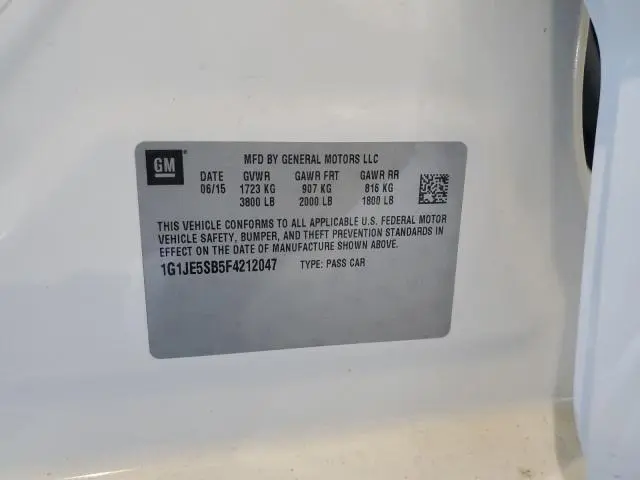 GM
MFD BY GENERAL MOTORS LLC
DATE GVWR GAWR FRT GAWR RR
06/15 1723 KG 907 KG 816 KG
3800 LB 2000 LB 1800 LB
THIS VEHICLE CONFORMS TO ALL APPLICABLE U.S. FEDERAL MOTOR
VEHICLE SAFETY, BUMPER, AND THEFT PREVENTION STANDARDS IN
EFFECT ON THE DATE OF MANUFACTURE SHOWN ABOVE.
1G1JE5SB5F4212047 TYPE: PASS CAR